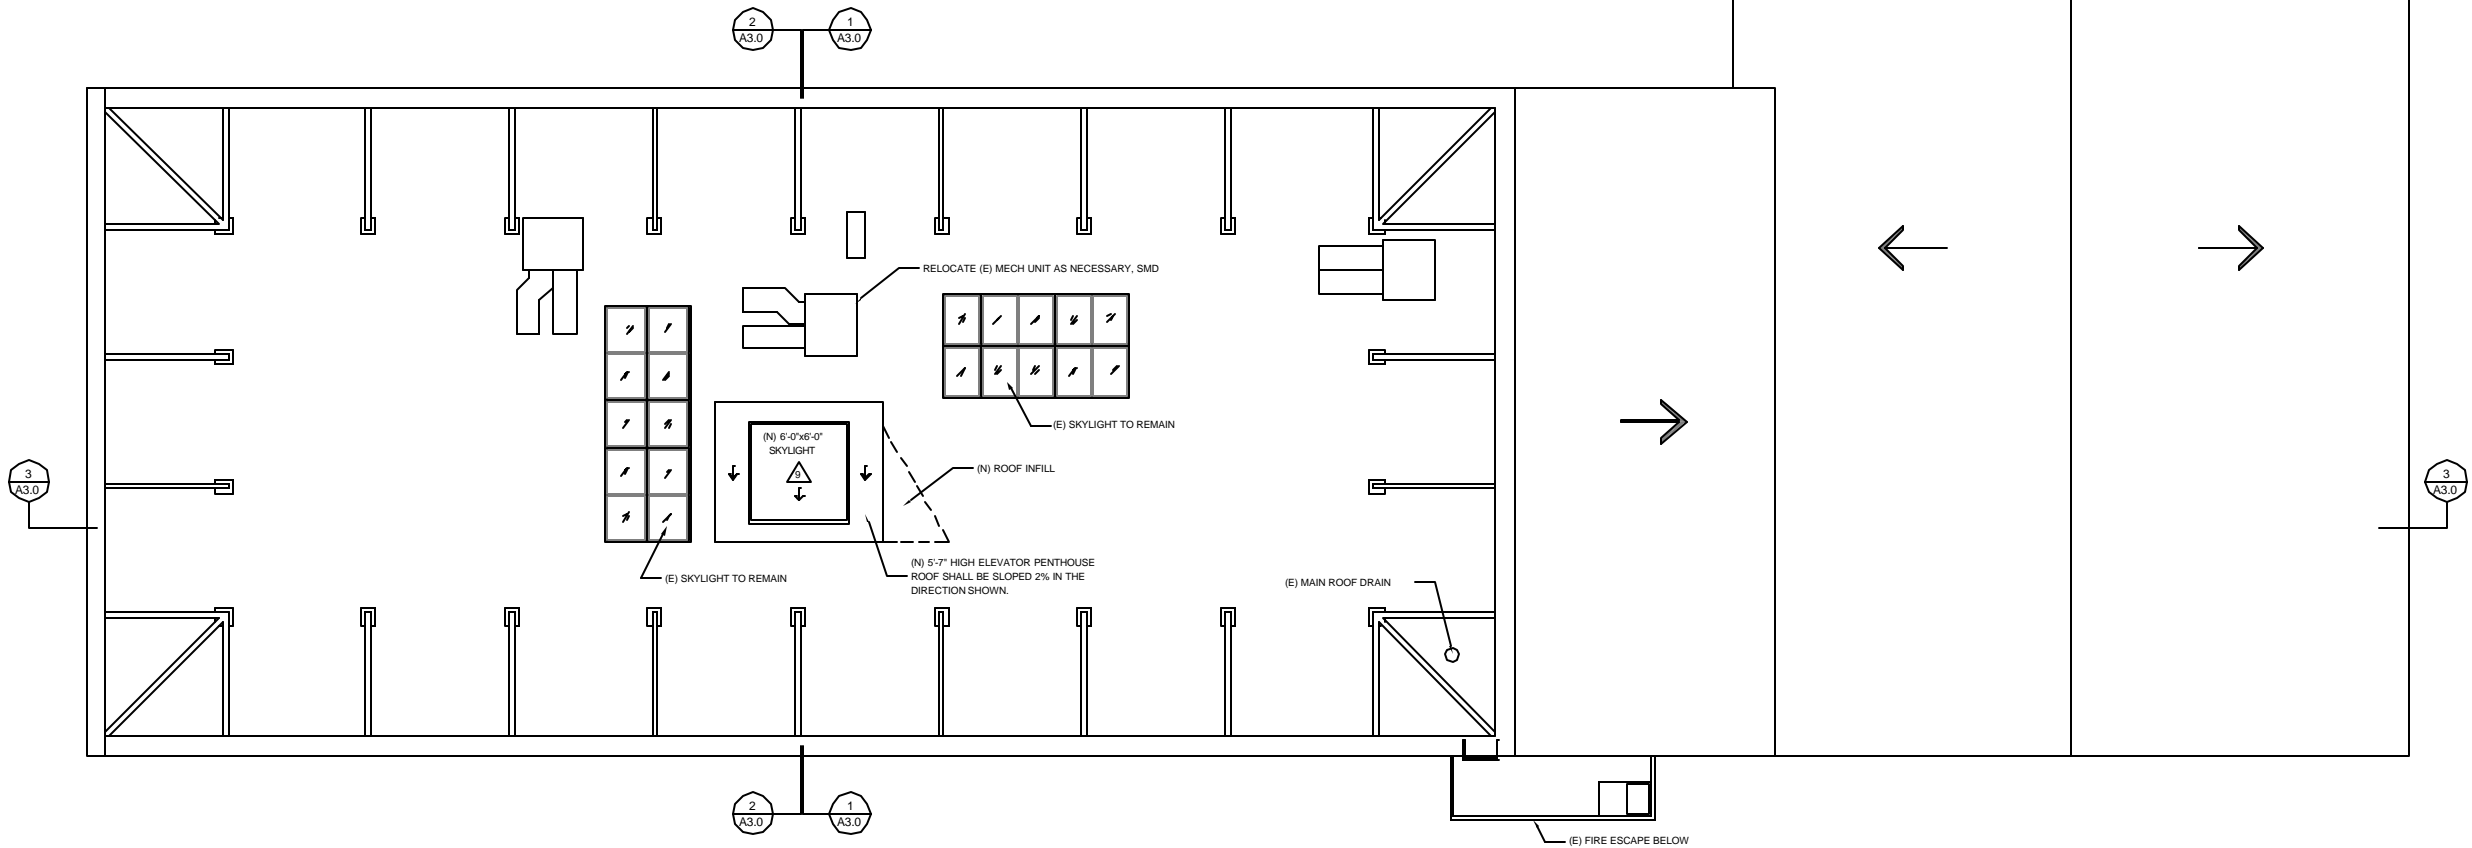 2
A3.0
1
A3.0
RELOCATE (E) MECH UNIT AS NECESSARY, SMD
(E) SKYLIGHT TO REMAIN
(N) 6'-0"x6'-0"
SKYLIGHT
9
(N) ROOF INFILL
3
A3.0
3
A3.0
(N) 5'-7" HIGH ELEVATOR PENTHOUSE
ROOF SHALL BE SLOPED 2% IN THE
DIRECTION SHOWN.
(E) SKYLIGHT TO REMAIN
(E) MAIN ROOF DRAIN
2
A3.0
1
A3.0
(E) FIRE ESCAPE BELOW